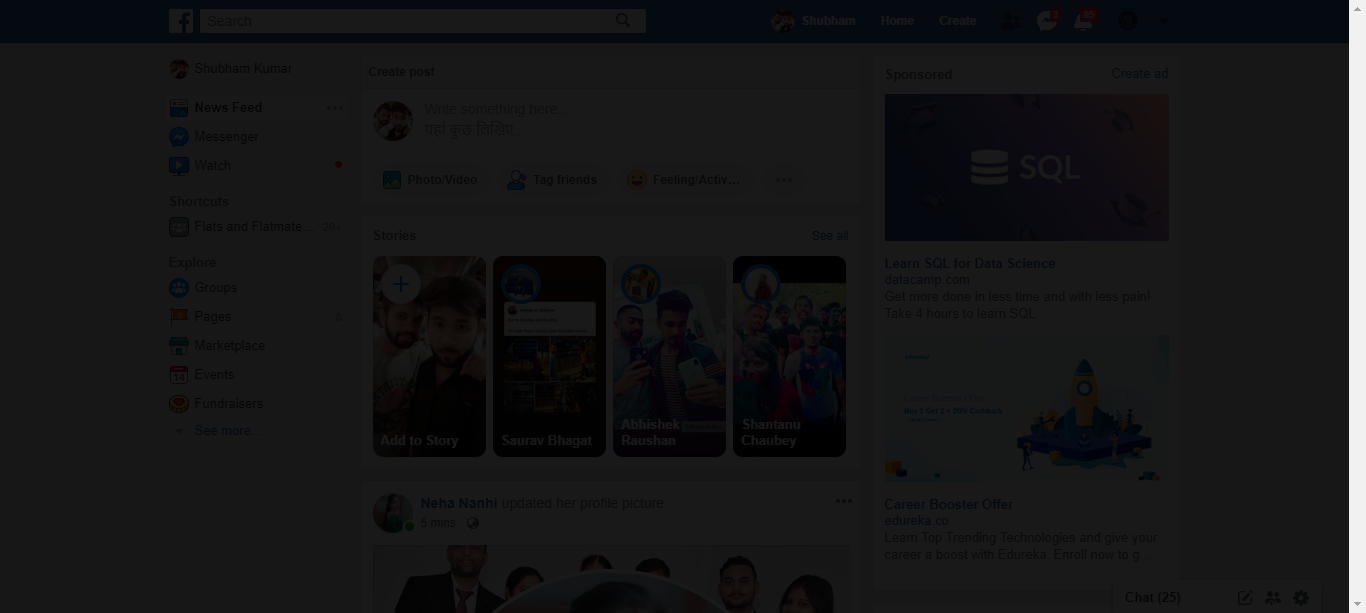 Search
Shubham
Home
Create
Shubham Kumar
News Feed
Messenger
Watch
Shortcuts
Flats and Flatmate...
20+
Explore
Groups
Pages
Marketplace
14
Events
Fundraisers
See more...
Create post
Write something here...
यहां कुछ लिखिए...
Photo/Video
Tag friends
Feeling/Activ...
Stories
See all
Add to Story
Saurav Bhagat
Abhishek
Raushan
Shantanu
Chaubey
Neha Nanhi updated her profile picture.
5 mins
Sponsored
Create ad
SQL
Learn SQL for Data Science
datacamp.com
Get more done in less time and with less pain!
Take 4 hours to learn SQL
Career Booster Offer
Buy 1 Get 2 + 20% Cashback
Career Booster Offer
edureka.co
Learn Top Trending Technologies and give your
career a boost with Edureka. Enroll now to g...
Chat (25)